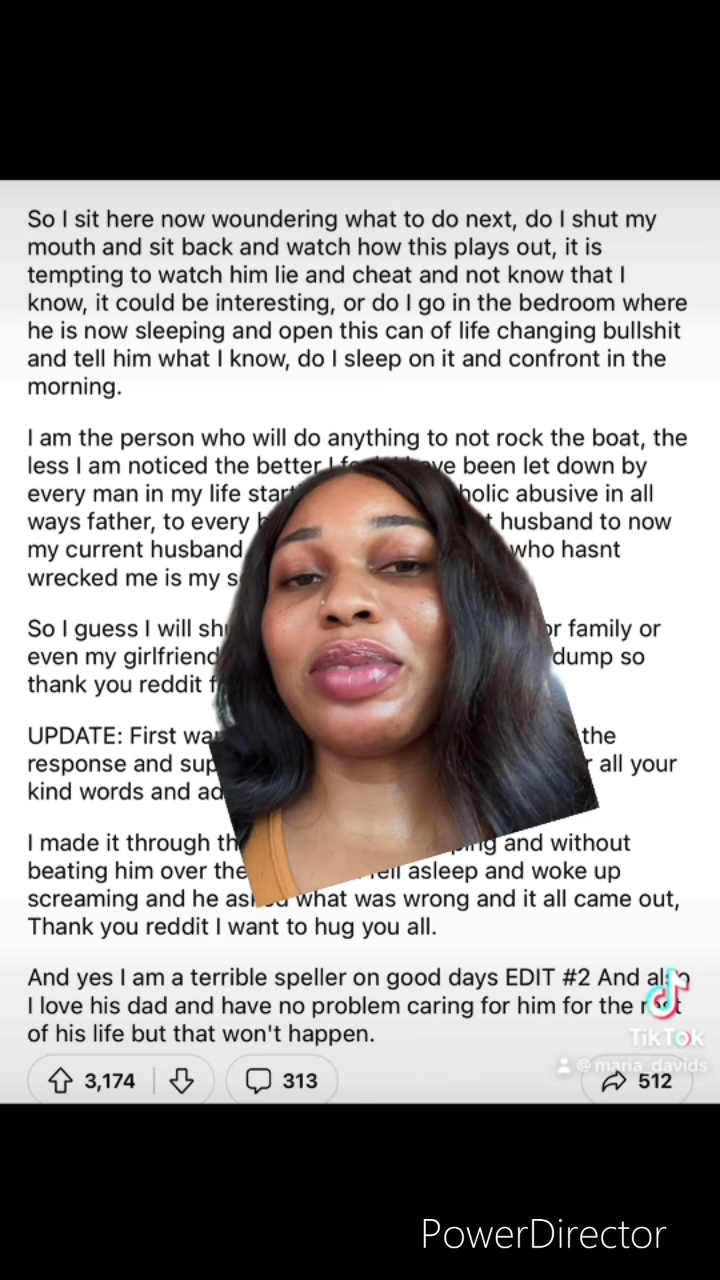 So I sit here now woundering what to do next, do I shut my
mouth and sit back and watch how this plays out, it is
tempting to watch him lie and cheat and not know that I
know, it could be interesting, or do I go in the bedroom where
he is now sleeping and open this can of life changing bullshit
and tell him what I know, do I sleep on it and confront in the
morning.
I am the person who will do anything to not rock the boat, the
less I am noticed the better been let down by
every man in my life abusive in all
ways father, to every husband to now
my current husband who hasnt
wrecked me is my
So I guess I will family or
even my girlfriend dump so
thank you reddit
UPDATE: First the
response and all your
kind words and
I made it through and without
beating him over the asleep and woke up
screaming and he what was wrong and it all came out,
Thank you reddit I want to hug you all.
And yes I am a terrible speller on good days EDIT #2 And also
I love his dad and have no problem caring for him for the rest
of his life but that won't happen.
TikTok
@maria_davids
3,174 313 512
PowerDirector